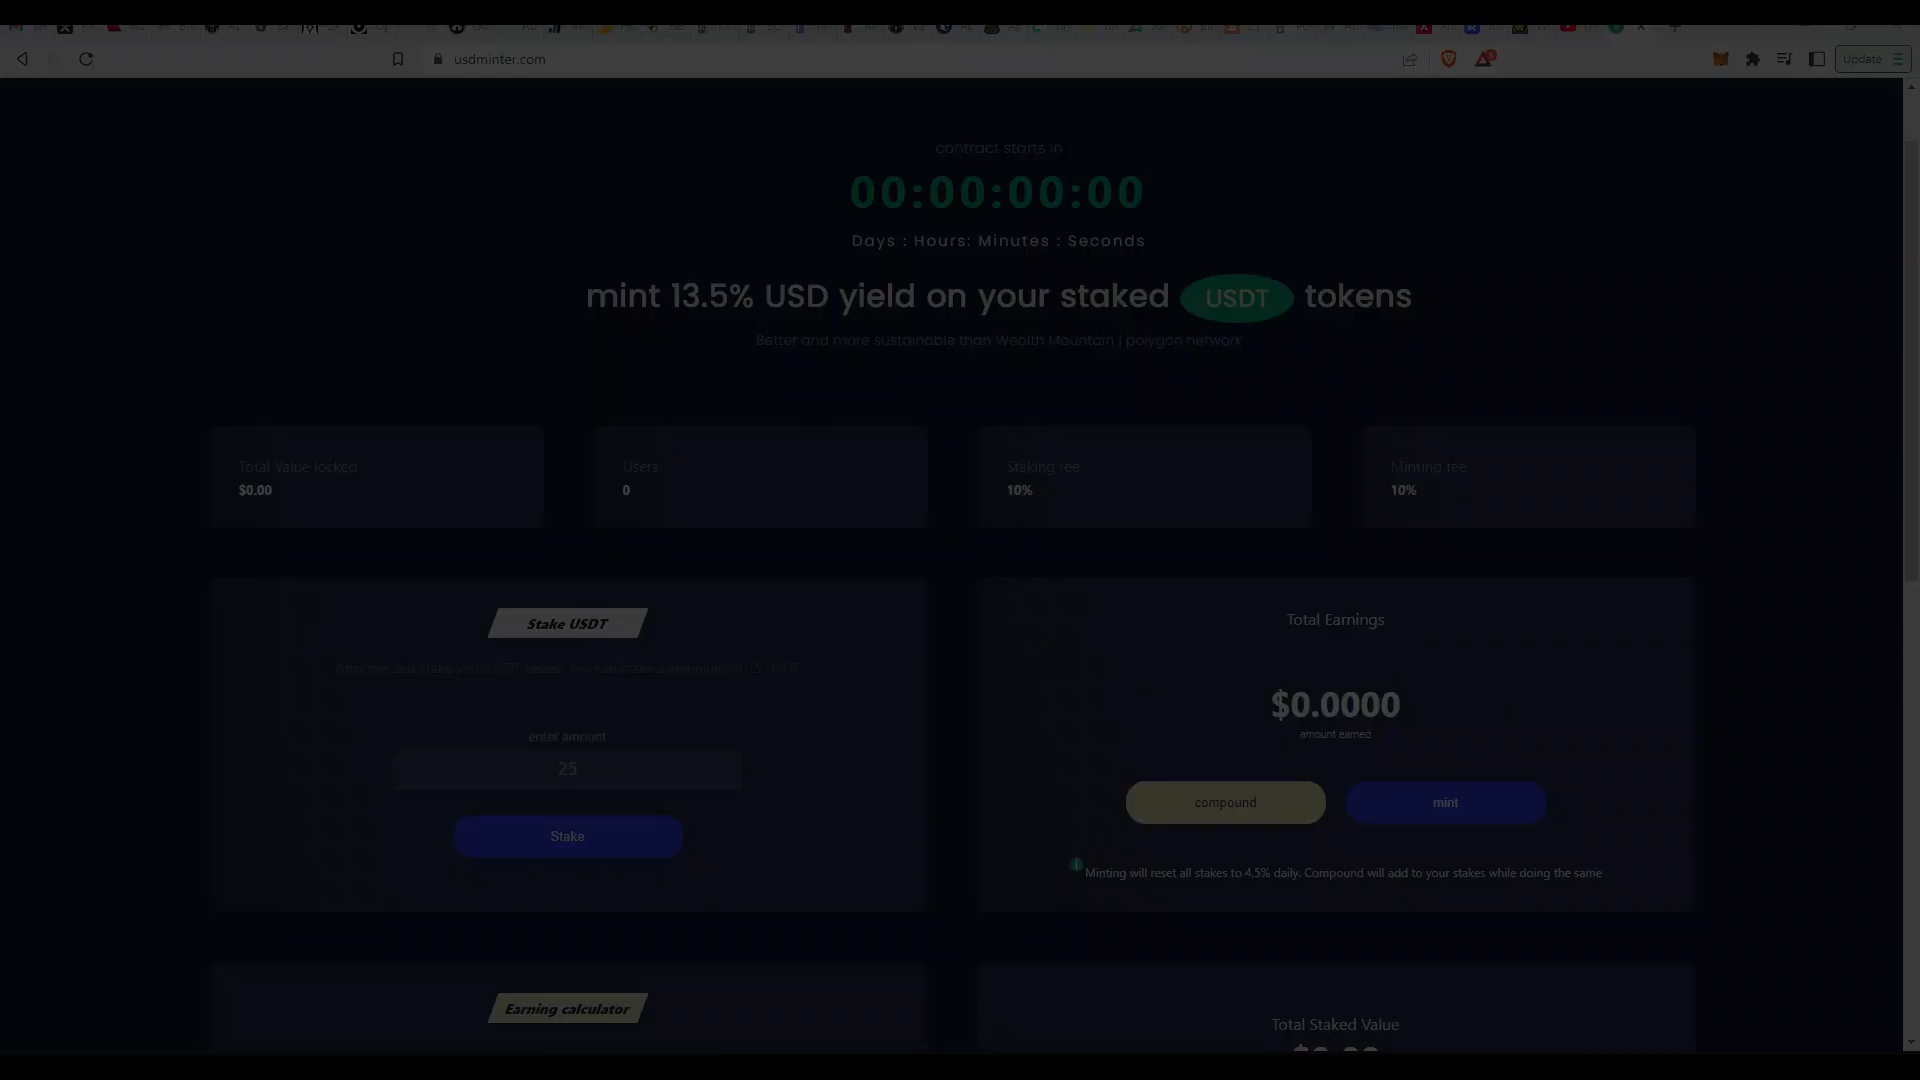 usdminter.com
Update
contract starts in
00:00:00:00
Days : Hours: Minutes : Seconds
mint 13.5% USD yield on your staked USDT tokens
Better and more sustainable than Wealth Mountain | polygon network
Total Value locked
$0.00
Users
0
Staking fee
10%
Minting fee
10%
Stake USDT
enter amount
25
Stake
Total Earnings
$0.0000
amount earned
compound
mint
Minting will reset all stakes to 4.5% daily. Compound will add to your stakes while doing the same
Earning calculator
Total Staked Value